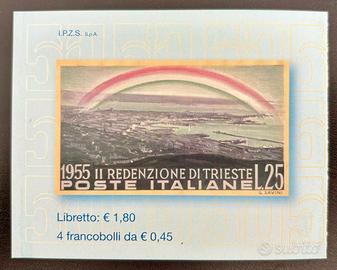 I.P.Z.S. S.p.A.
1955 II REDENZIONE DI TRIESTE
POSTE ITALIANE L.25
G. SAVINI
Libretto: € 1,80
4 francobolli da € 0,45
subito